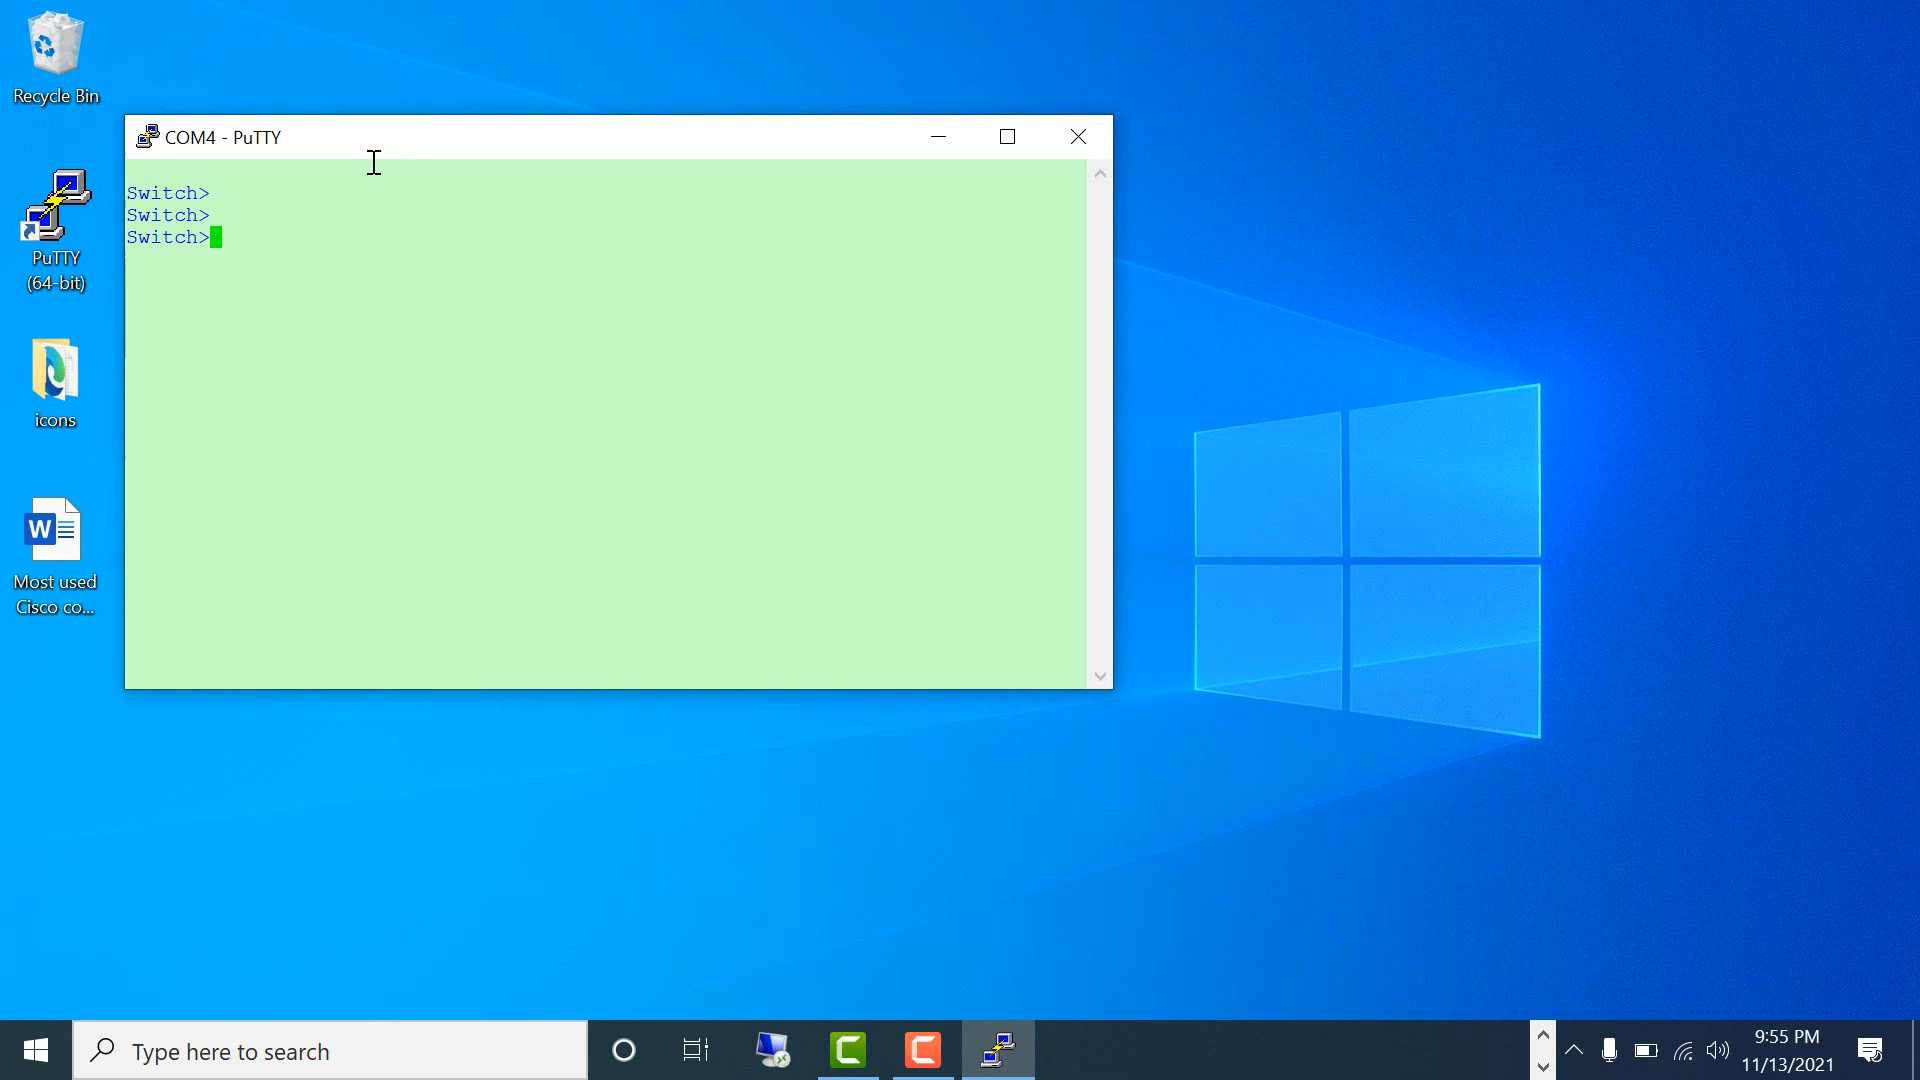 Recycle Bin
COM4 - PuTTY
Switch>
Switch>
Switch>
PuTTY
(64-bit)
icons
W
Most used
Cisco co...
Type here to search
9:55 PM
11/13/2021